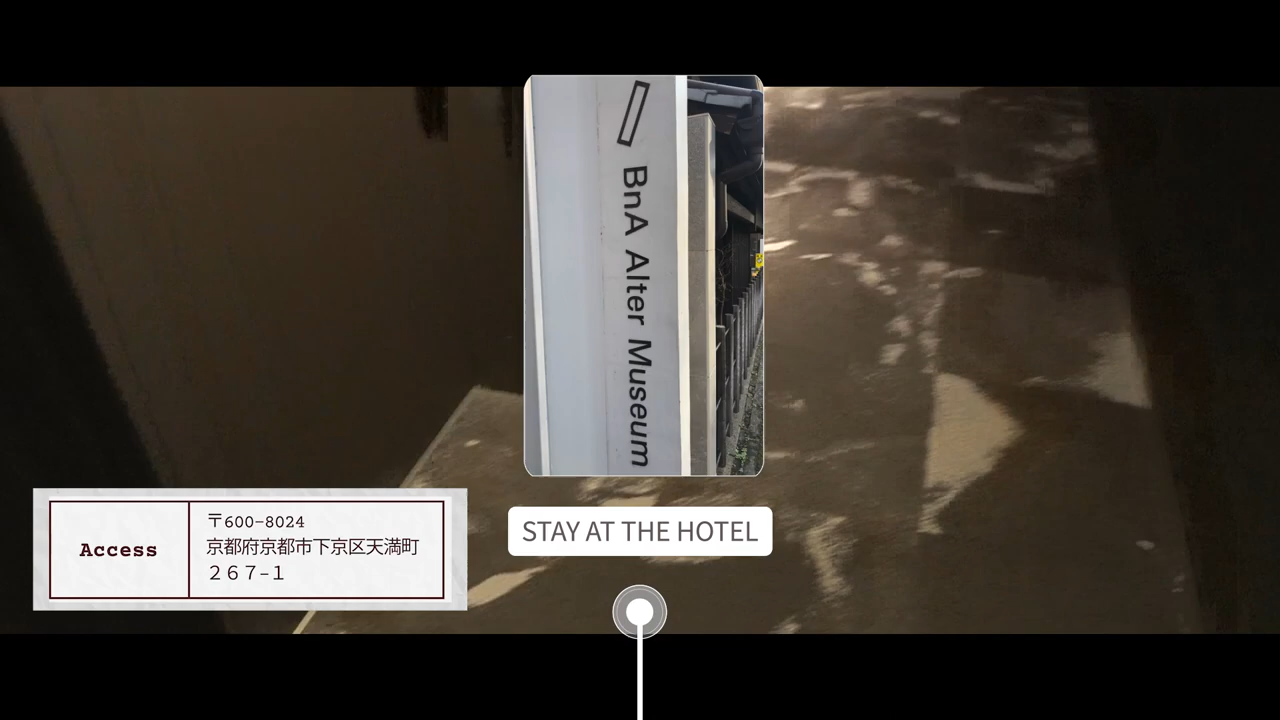 BnA Alter Museum
STAY AT THE HOTEL
Access
〒600-8024
京都府京都市下京区天満町
２６７−１